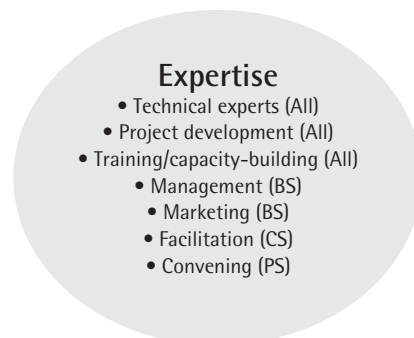 Expertise
• Technical experts (All)
• Project development (All)
• Training/capacity-building (All)
• Management (BS)
• Marketing (BS)
• Facilitation (CS)
• Convening (PS)